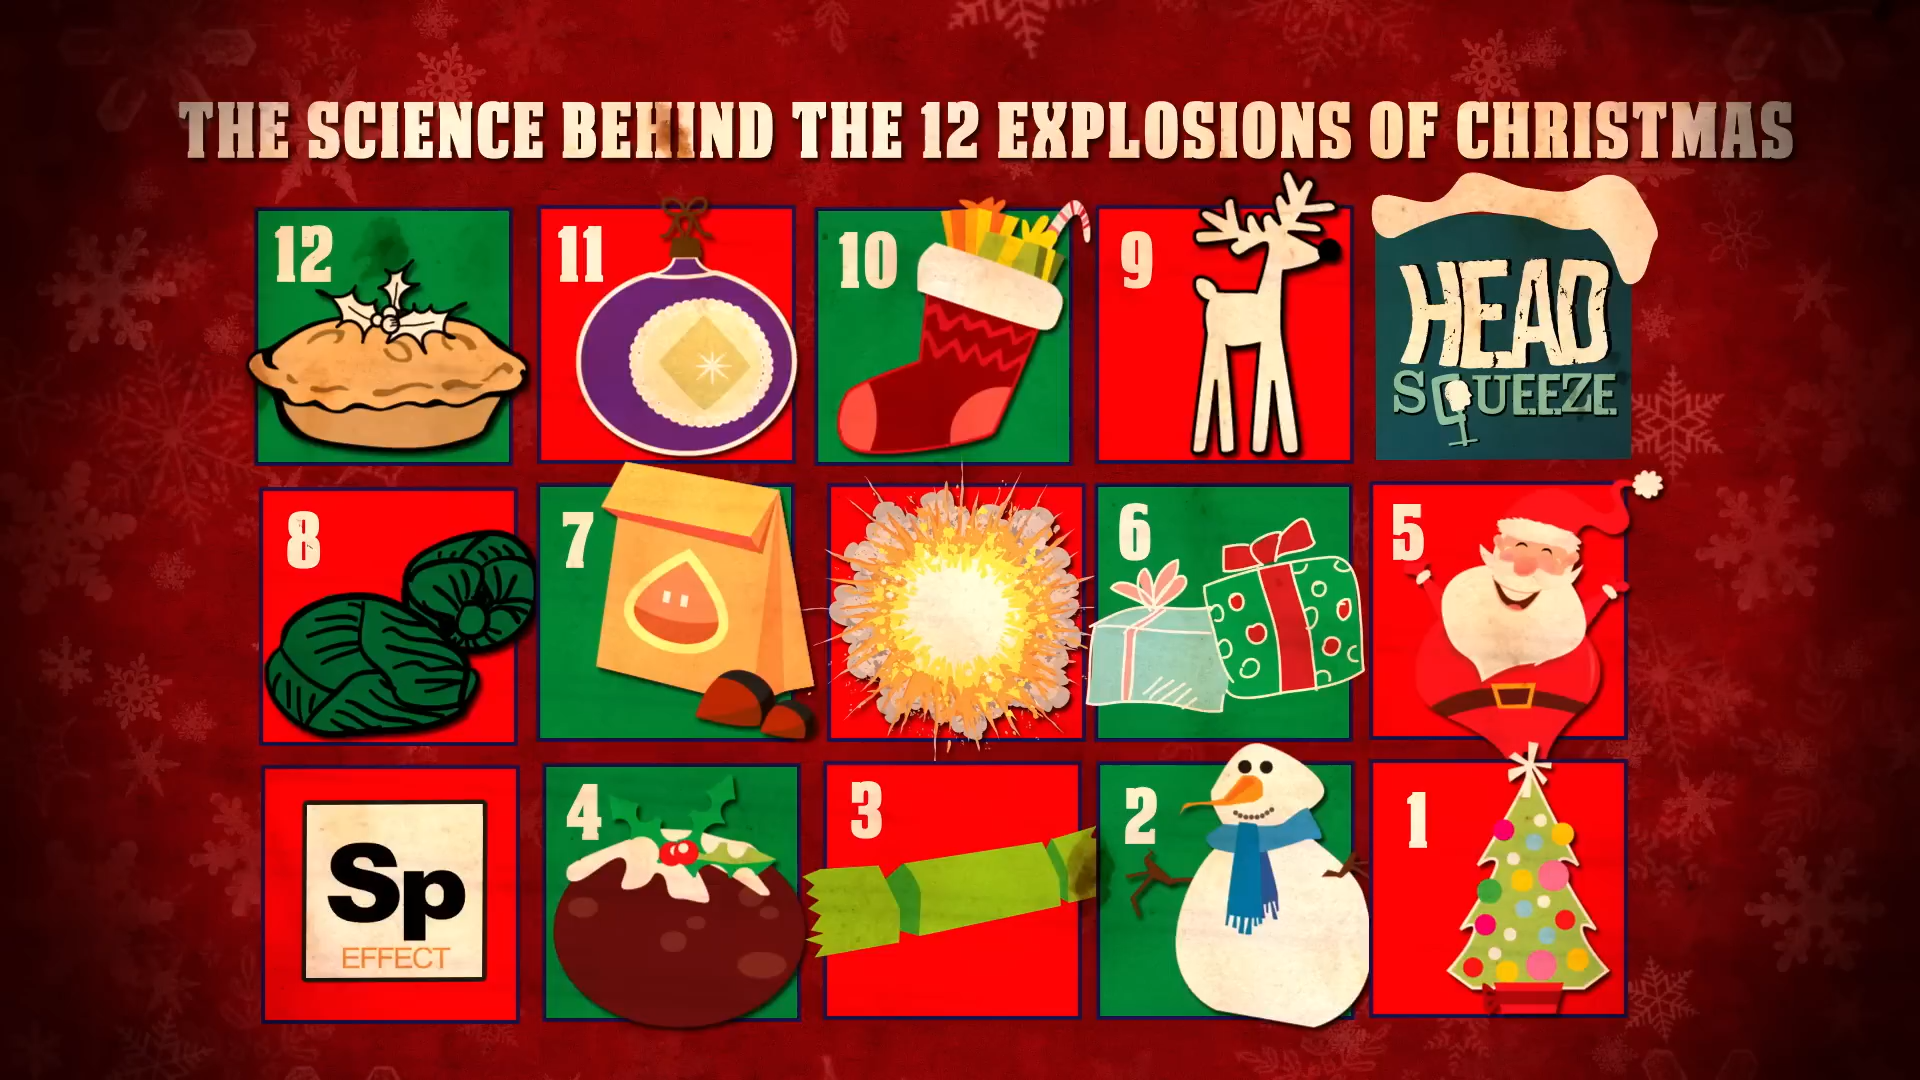 THE SCIENCE BEHIND THE 12 EXPLOSIONS OF CHRISTMAS
12
11
10
9
HEAD
SQUEEZE
8
7
6
5
Sp
EFFECT
4
3
2
1